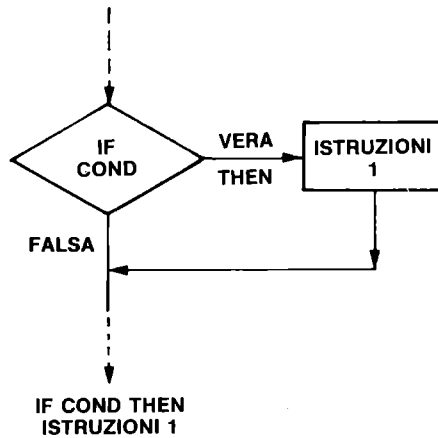 IF
COND
VERA
THEN
ISTRUZIONI
1
FALSA
IF COND THEN
ISTRUZIONI 1